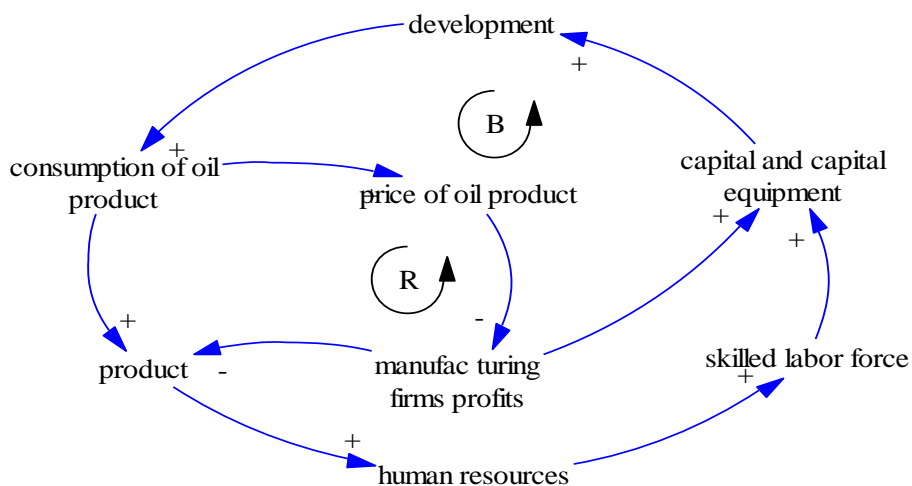 development
+
B
+
consumption of oil
product
+
price of oil product
capital and capital
equipment
+
+
R
+
-
product
-
manufac turing
firms profits
skilled labor force
+
+
human resources